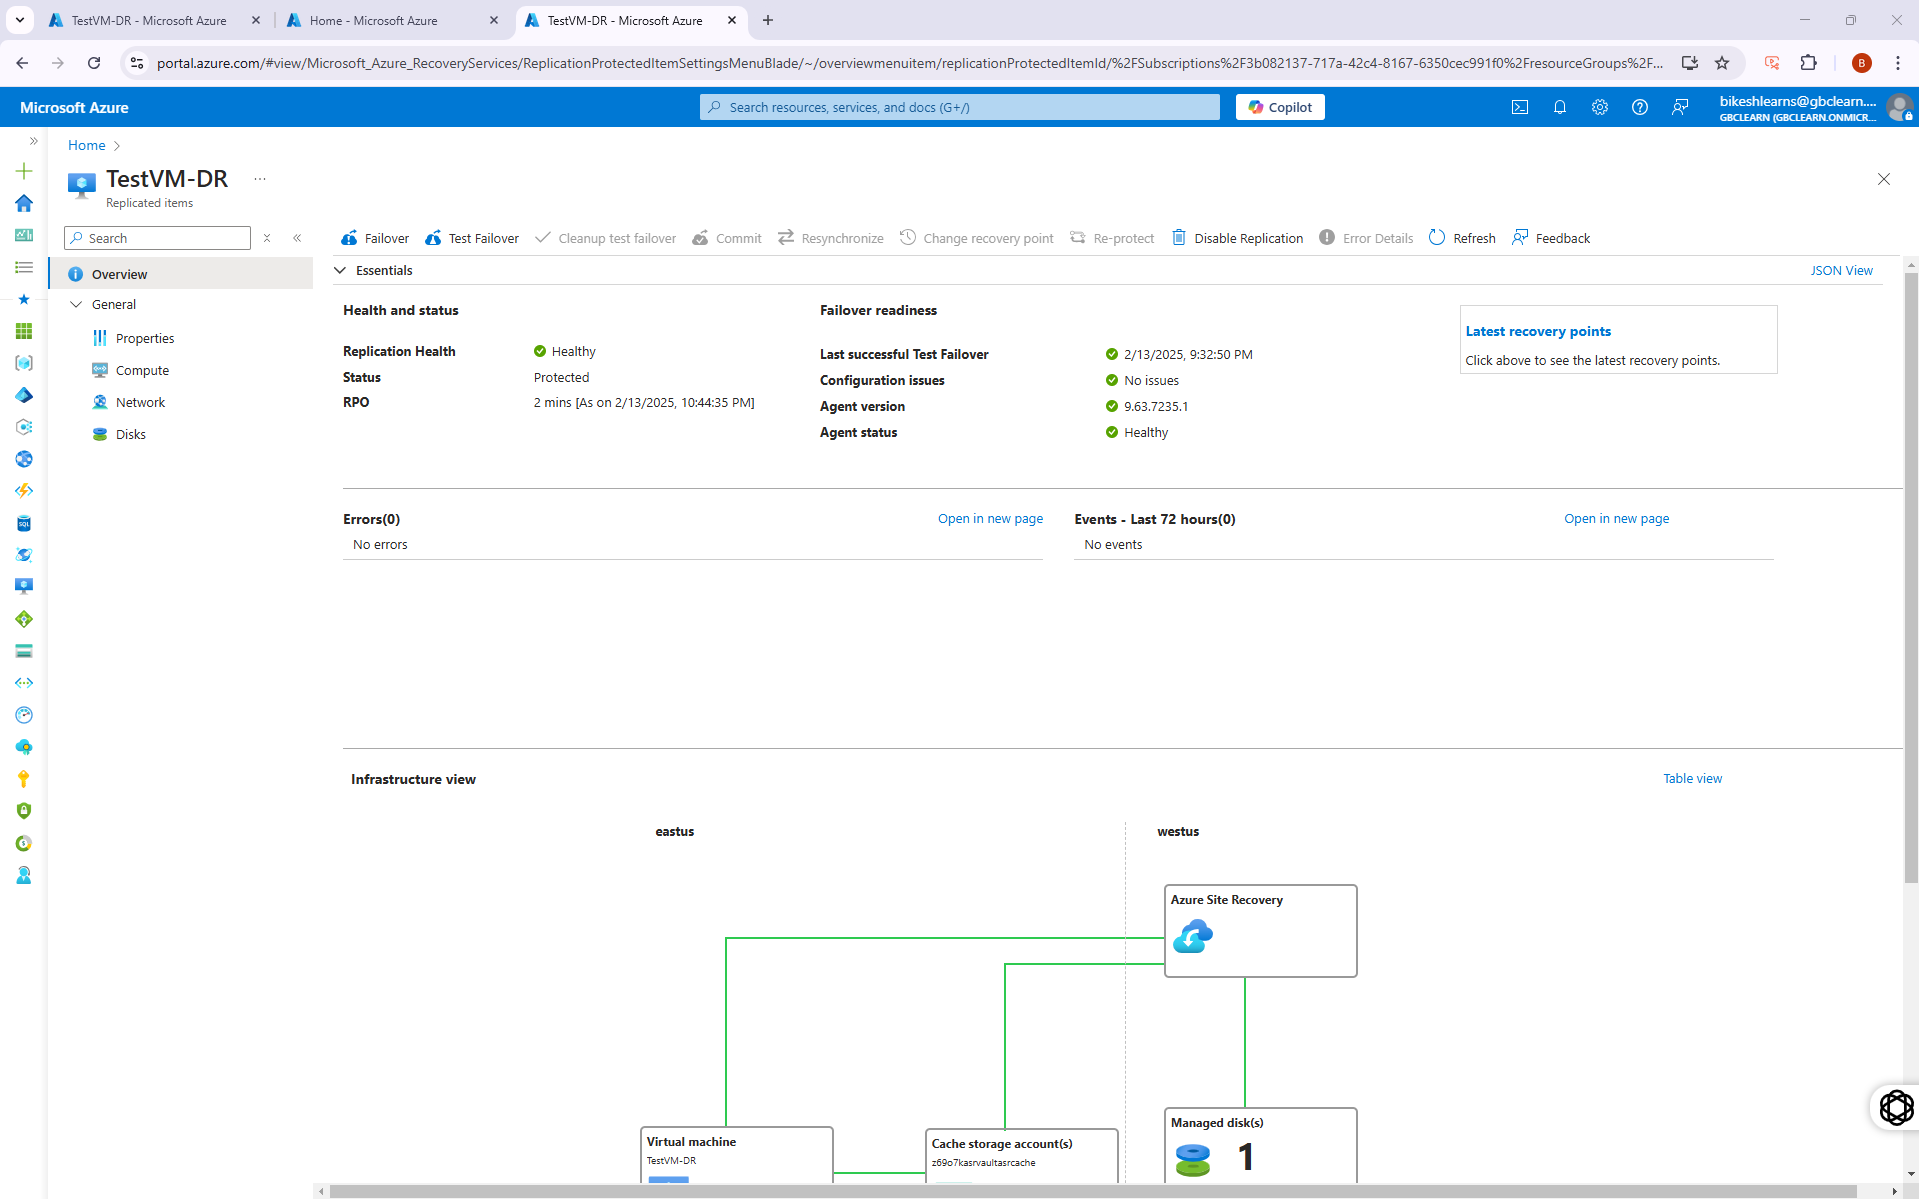 TestVM-DR - Microsoft Azure
Home - Microsoft Azure
TestVM-DR - Microsoft Azure
portal.azure.com/#view/Microsoft_Azure_RecoveryServices/ReplicationProtectedItemSettingsMenuBlade/~/overviewmenuitem/replicationProtectedItemId/%2FSubscriptions%2F3b082137-717a-42c4-8167-6350cec991f0%2FresourceGroups%2F...
B
Microsoft Azure
Search resources, services, and docs (G+/)
Copilot
bikeshlearns@gbclearn....
GBCLEARN (GBCLEARN.ONMICR...
Home
TestVM-DR
...
Replicated items
Search
Failover
Test Failover
Cleanup test failover
Commit
Resynchronize
Change recovery point
Re-protect
Disable Replication
Error Details
Refresh
Feedback
Overview
General
Properties
Compute
Network
Disks
Essentials
JSON View
Health and status
Replication Health
Healthy
Status
Protected
RPO
2 mins [As on 2/13/2025, 10:44:35 PM]
Failover readiness
Last successful Test Failover
2/13/2025, 9:32:50 PM
Configuration issues
No issues
Agent version
9.63.7235.1
Agent status
Healthy
Latest recovery points
Click above to see the latest recovery points.
Errors(0)
Open in new page
No errors
Events - Last 72 hours(0)
Open in new page
No events
Infrastructure view
Table view
eastus
westus
Azure Site Recovery
Virtual machine
TestVM-DR
Cache storage account(s)
z69o7kasrvaultasrcache
Managed disk(s)
1
SQL